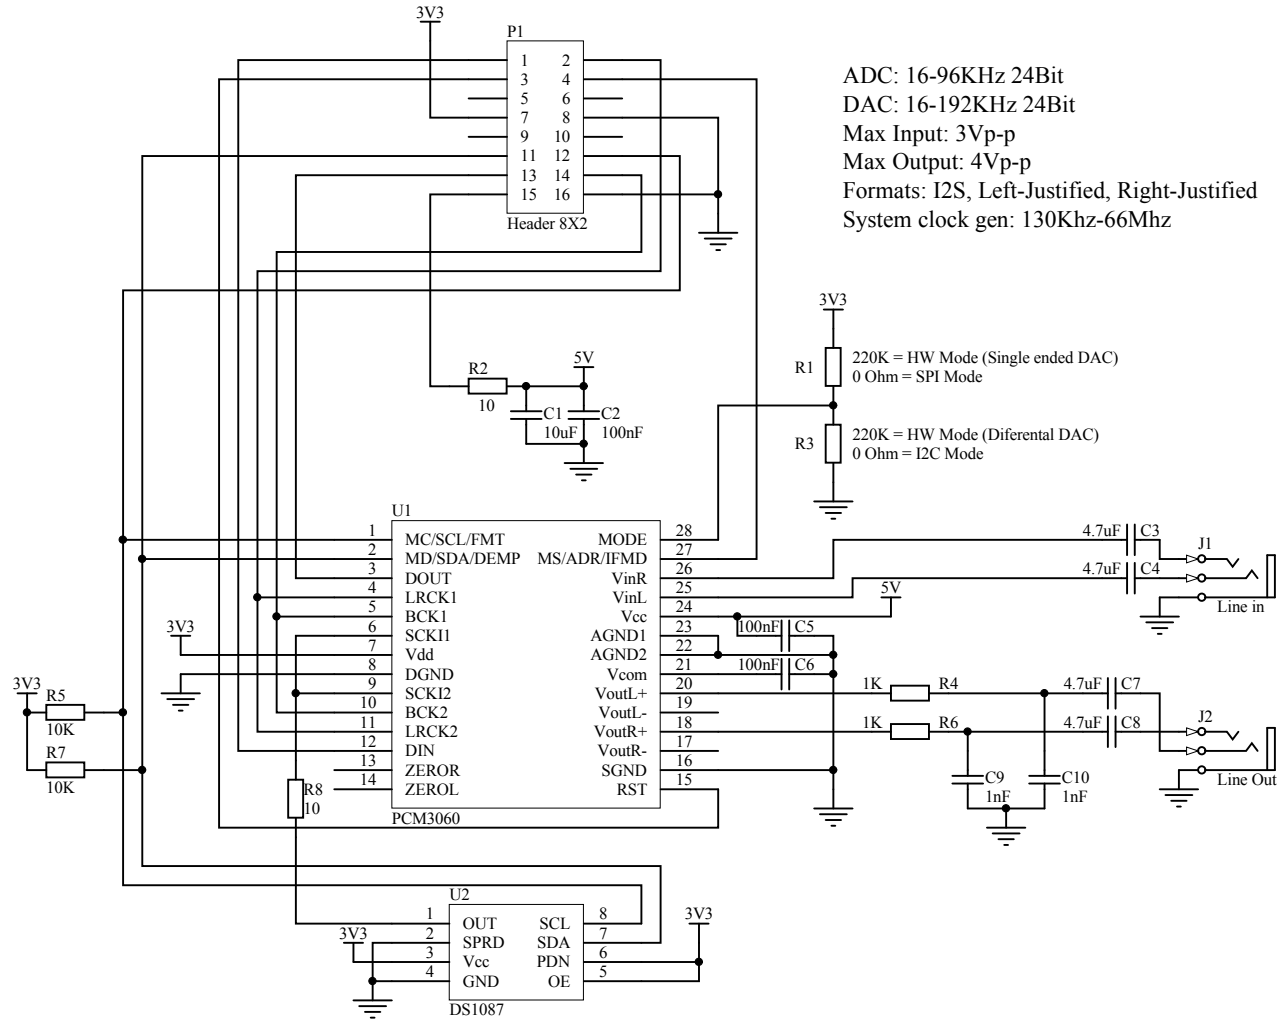 3V3
P1
1 2
3 4
5 6
7 8
9 10
11 12
13 14
15 16
Header 8X2
ADC: 16-96KHz 24Bit
DAC: 16-192KHz 24Bit
Max Input: 3Vp-p
Max Output: 4Vp-p
Formats: I2S, Left-Justified, Right-Justified
System clock gen: 130Khz-66Mhz
3V3
R1
220K = HW Mode (Single ended DAC)
0 Ohm = SPI Mode
R3
220K = HW Mode (Diferental DAC)
0 Ohm = I2C Mode
R2
10
5V
C1
10uF
C2
100nF
U1
1 MC/SCL/FMT
2 MD/SDA/DEMP
3 DOUT
4 LRCK1
5 BCK1
6 SCKI1
7 Vdd
8 DGND
9 SCKI2
10 BCK2
11 LRCK2
12 DIN
13 ZEROR
14 ZEROL
MODE 28
MS/ADR/IFMD 27
VinR 26
VinL 25
Vcc 24
AGND1 23
AGND2 22
Vcom 21
VoutL+ 20
VoutL- 19
VoutR+ 18
VoutR- 17
SGND 16
RST 15
PCM3060
4.7uF C3
4.7uF C4
J1
Line in
5V
100nF C5
100nF C6
1K R4
1K R6
4.7uF C7
4.7uF C8
J2
Line Out
C9
1nF
C10
1nF
3V3
3V3
R5
10K
R7
10K
R8
10
U2
1 OUT
2 SPRD
3 Vcc
4 GND
SCL 8
SDA 7
PDN 6
OE 5
DS1087
3V3
3V3